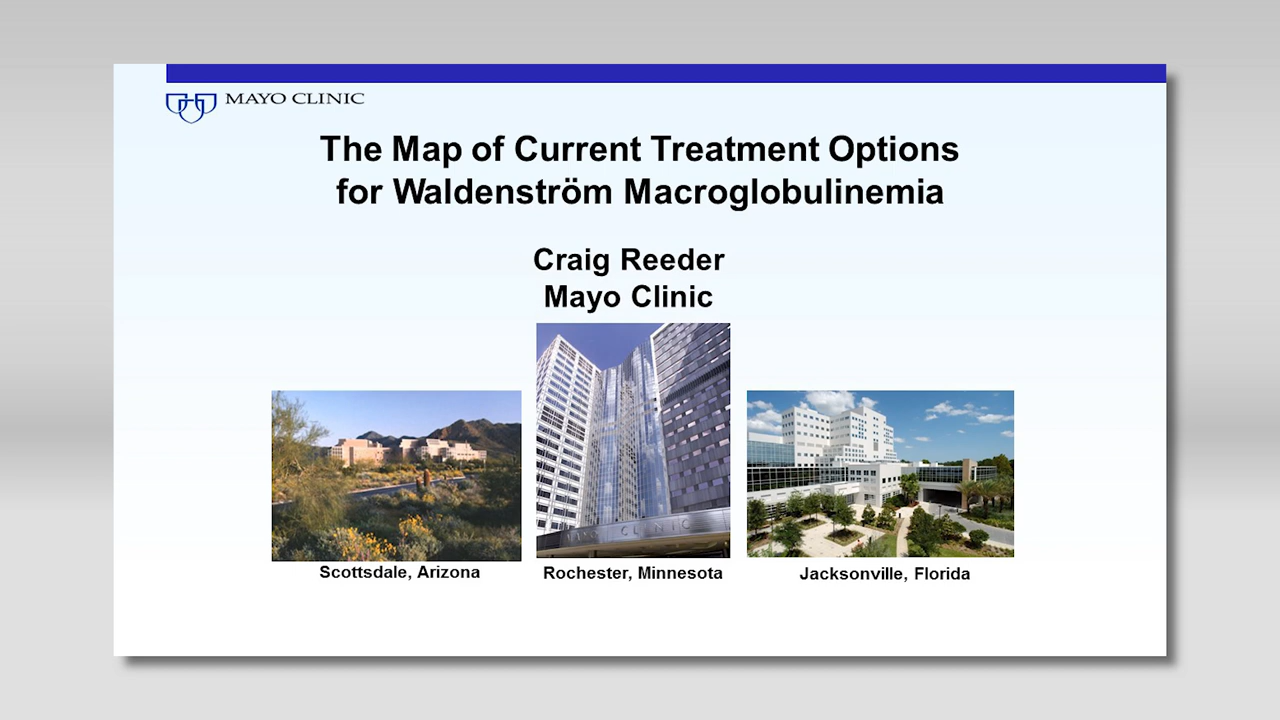 MAYO CLINIC
The Map of Current Treatment Options
for Waldenström Macroglobulinemia
Craig Reeder
Mayo Clinic
CLINIC
Scottsdale, Arizona
Rochester, Minnesota
Jacksonville, Florida